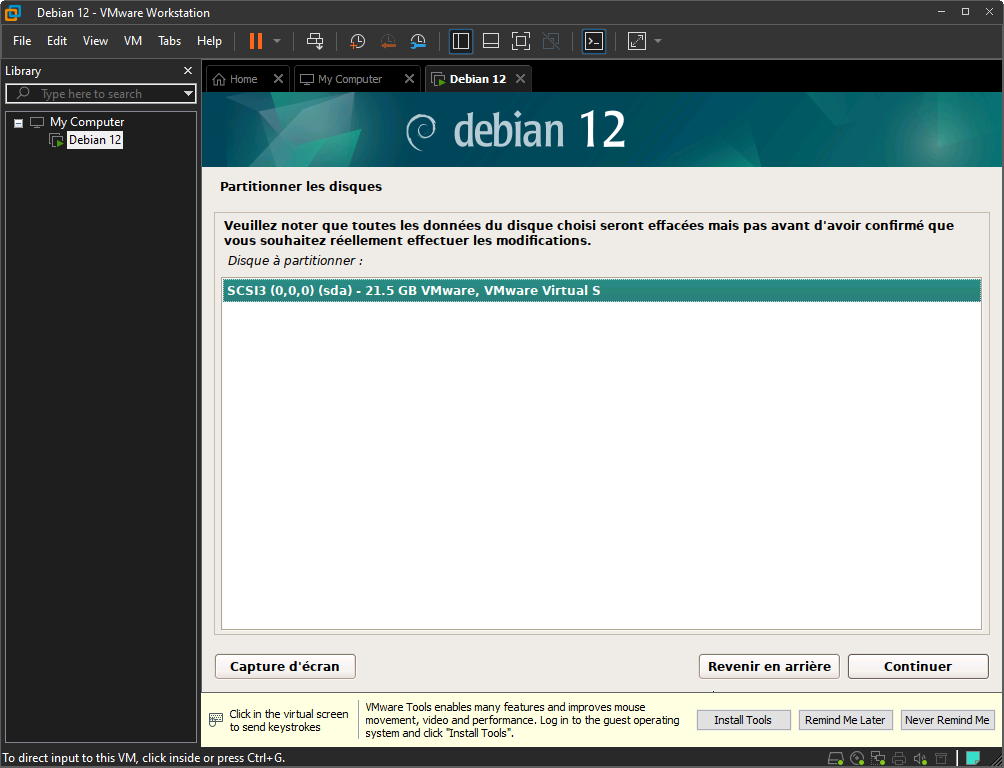 Debian 12 - VMware Workstation
File Edit View VM Tabs Help
Library
Type here to search
My Computer
Debian 12
Home
My Computer
Debian 12
debian 12
Partitionner les disques
Veuillez noter que toutes les données du disque choisi seront effacées mais pas avant d'avoir confirmé que
vous souhaitez réellement effectuer les modifications.
Disque à partitionner :
SCSI3 (0,0,0) (sda) - 21.5 GB VMware, VMware Virtual S
Capture d'écran
Revenir en arrière
Continuer
Click in the virtual screen
to send keystrokes
VMware Tools enables many features and improves mouse
movement, video and performance. Log in to the guest operating
system and click "Install Tools".
Install Tools
Remind Me Later
Never Remind Me
To direct input to this VM, click inside or press Ctrl+G.